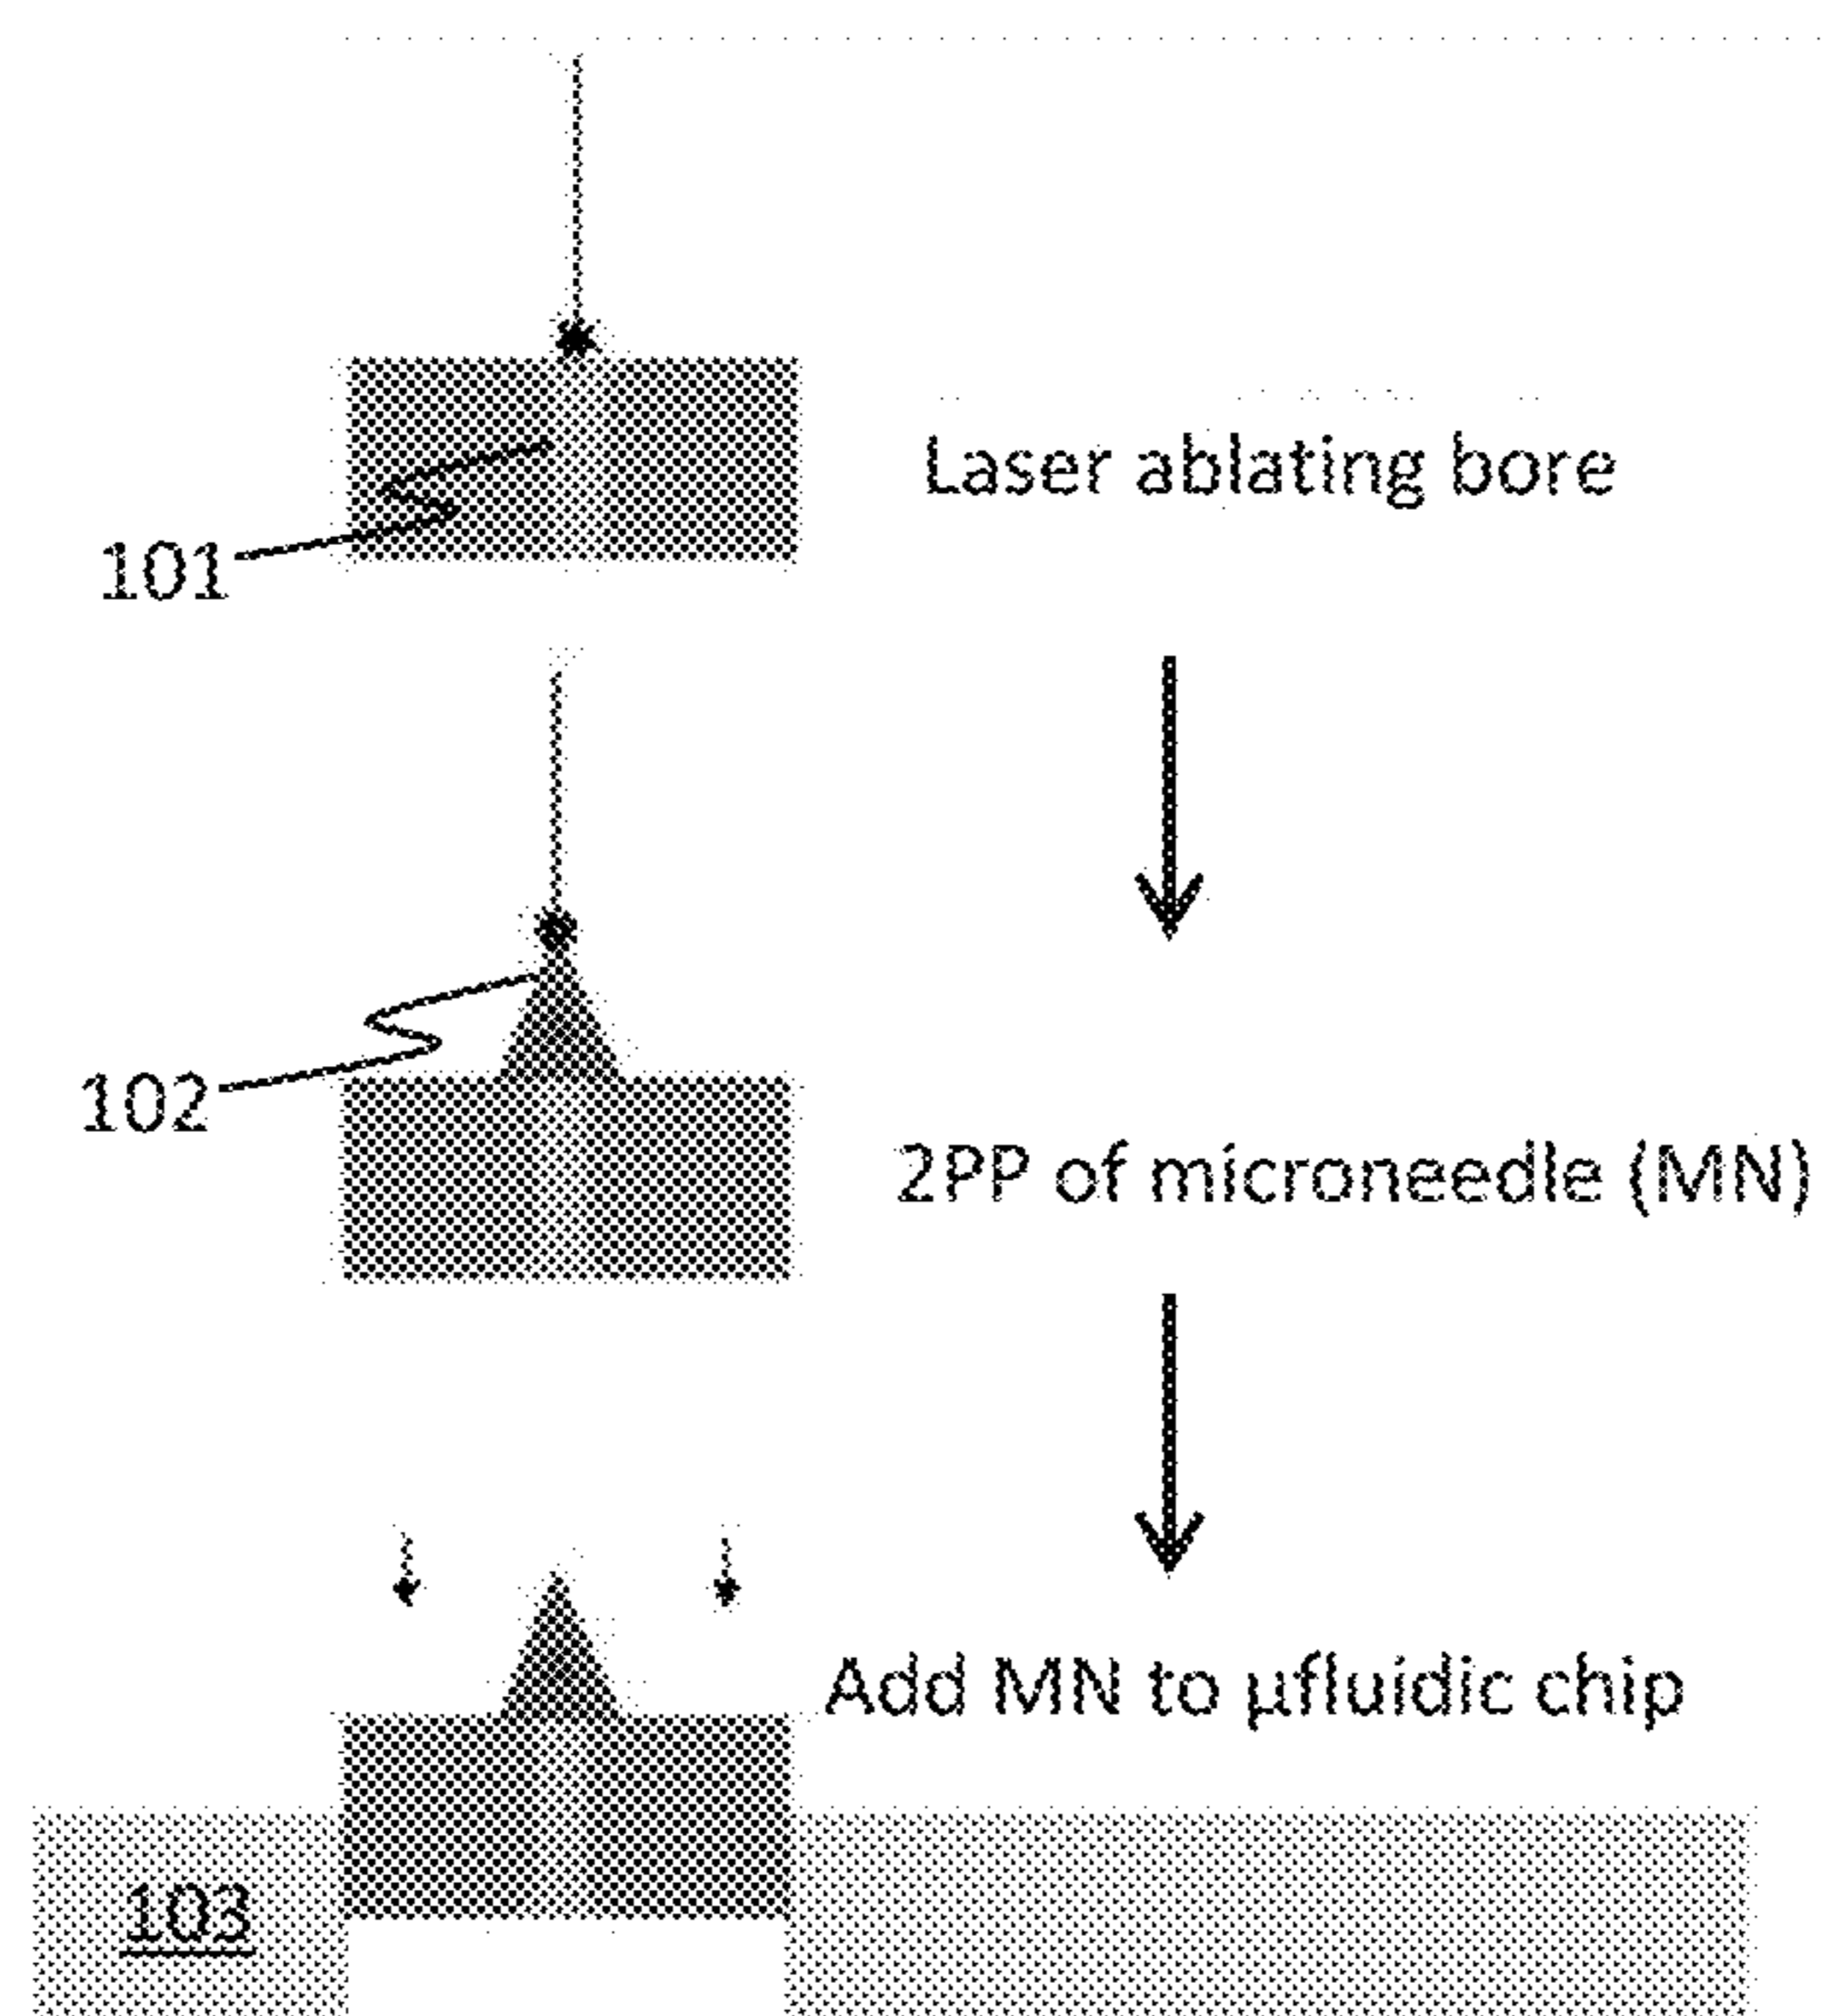 Laser ablating bore
101
102
2PP of microneedle (MN)
Add MN to µfluidic chip
103